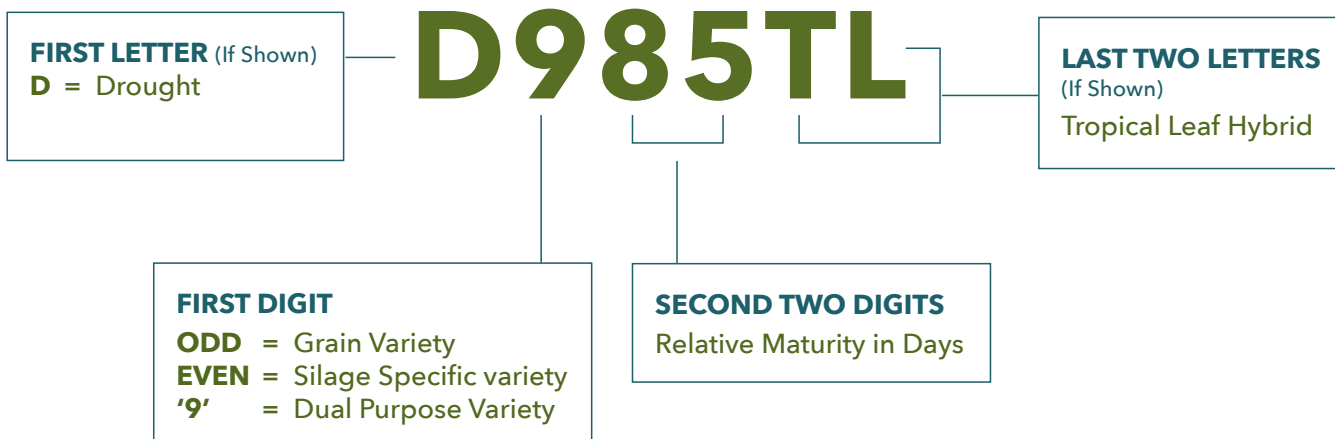 D985TL
FIRST LETTER (If Shown)
D = Drought
LAST TWO LETTERS
(If Shown)
Tropical Leaf Hybrid
FIRST DIGIT
ODD = Grain Variety
EVEN = Silage Specific variety
'9' = Dual Purpose Variety
SECOND TWO DIGITS
Relative Maturity in Days